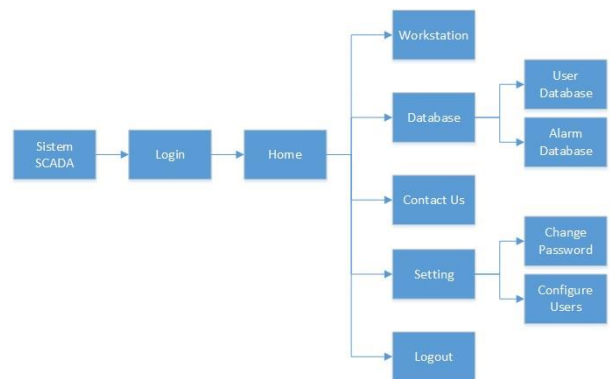 Sistem
SCADA
Login
Home
Workstation
Database
User
Database
Alarm
Database
Contact Us
Setting
Change
Password
Configure
Users
Logout